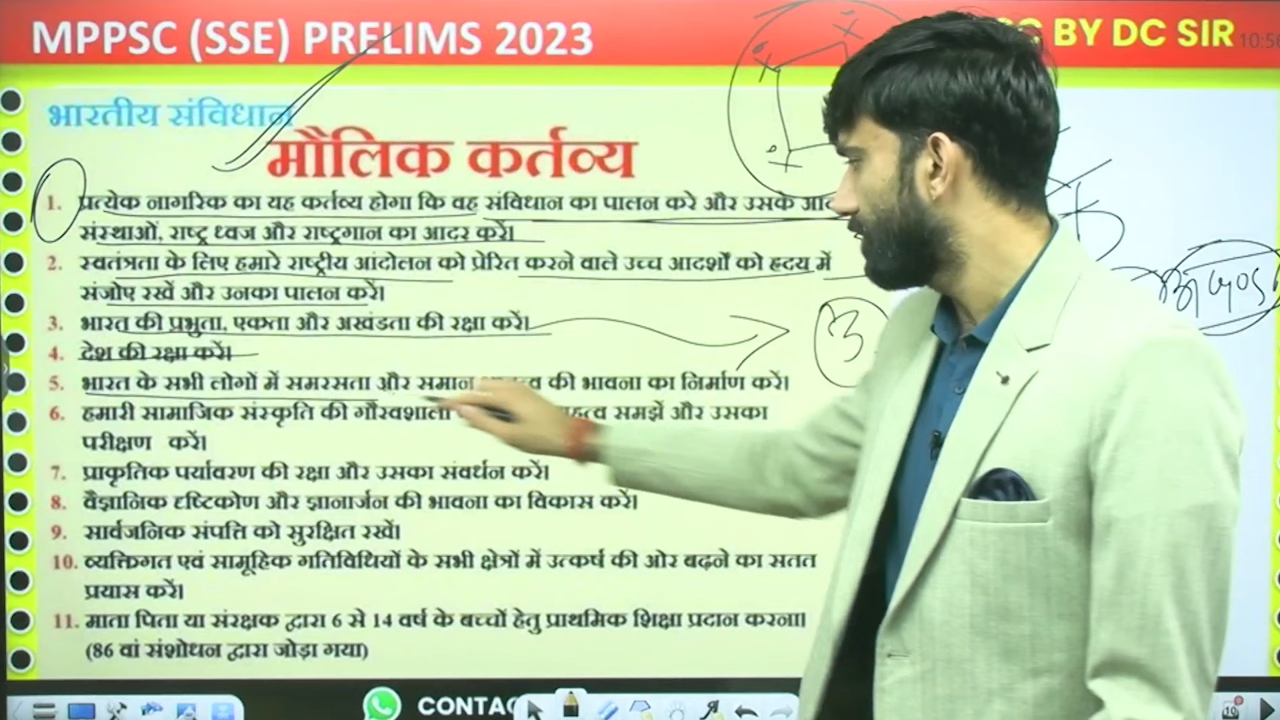 MPPSC (SSE) PRELIMS 2023
BY DC SIR
भारतीय संविधान
मौलिक कर्तव्य
1. प्रत्येक नागरिक का यह कर्तव्य होगा कि वह संविधान का पालन करे और उसके
संस्थाओं, राष्ट्र ध्वज और राष्ट्रगान का आदर करें।
2. स्वतंत्रता के लिए हमारे राष्ट्रीय आंदोलन को प्रेरित करने वाले उच्च आदर्शों को हृदय में
संजोए रखें और उनका पालन करें।
3. भारत की प्रभुता, एकता और अखंडता की रक्षा करें।
3
4. देश की रक्षा करें।
5. भारत के सभी लोगों में समरसता और समान की भावना का निर्माण करें।
6. हमारी सामाजिक संस्कृति की गौरवशाली समझें और उसका
परीक्षण करें।
7. प्राकृतिक पर्यावरण की रक्षा और उसका संवर्धन करें।
8. वैज्ञानिक दृष्टिकोण और ज्ञानार्जन की भावना का विकास करें।
9. सार्वजनिक संपत्ति को सुरक्षित रखें।
10. व्यक्तिगत एवं सामूहिक गतिविधियों के सभी क्षेत्रों में उत्कर्ष की ओर बढ़ने का सतत
प्रयास करें।
11. माता पिता या संरक्षक द्वारा 6 से 14 वर्ष के बच्चों हेतु प्राथमिक शिक्षा प्रदान करना।
(86 वां संशोधन द्वारा जोड़ा गया)